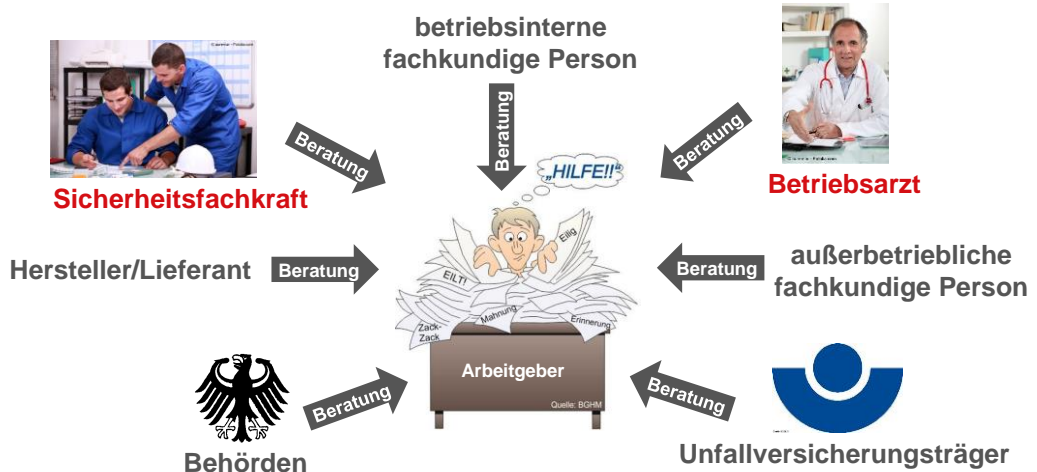 betriebsinterne
fachkundige Person
Beratung
Beratung
Beratung
„HILFE!!“
Sicherheitsfachkraft
Betriebsarzt
Eilig
EILT!
Hersteller/Lieferant
Beratung
Beratung
außerbetriebliche
fachkundige Person
Zack-
Zack
Mahnung
Erinnerung
Arbeitgeber
Quelle: BGHM
Beratung
Beratung
Behörden
Unfallversicherungsträger